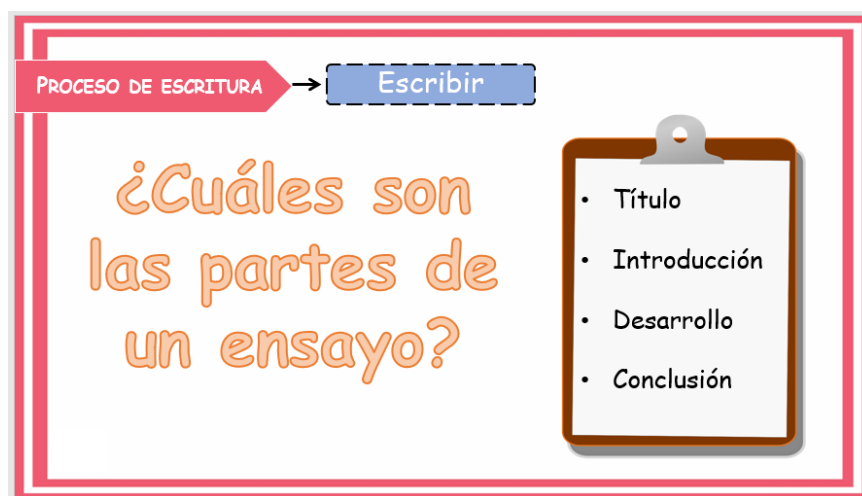 PROCESO DE ESCRITURA
Escribir
¿Cuáles son
las partes de
un ensayo?
• Título
• Introducción
• Desarrollo
• Conclusión